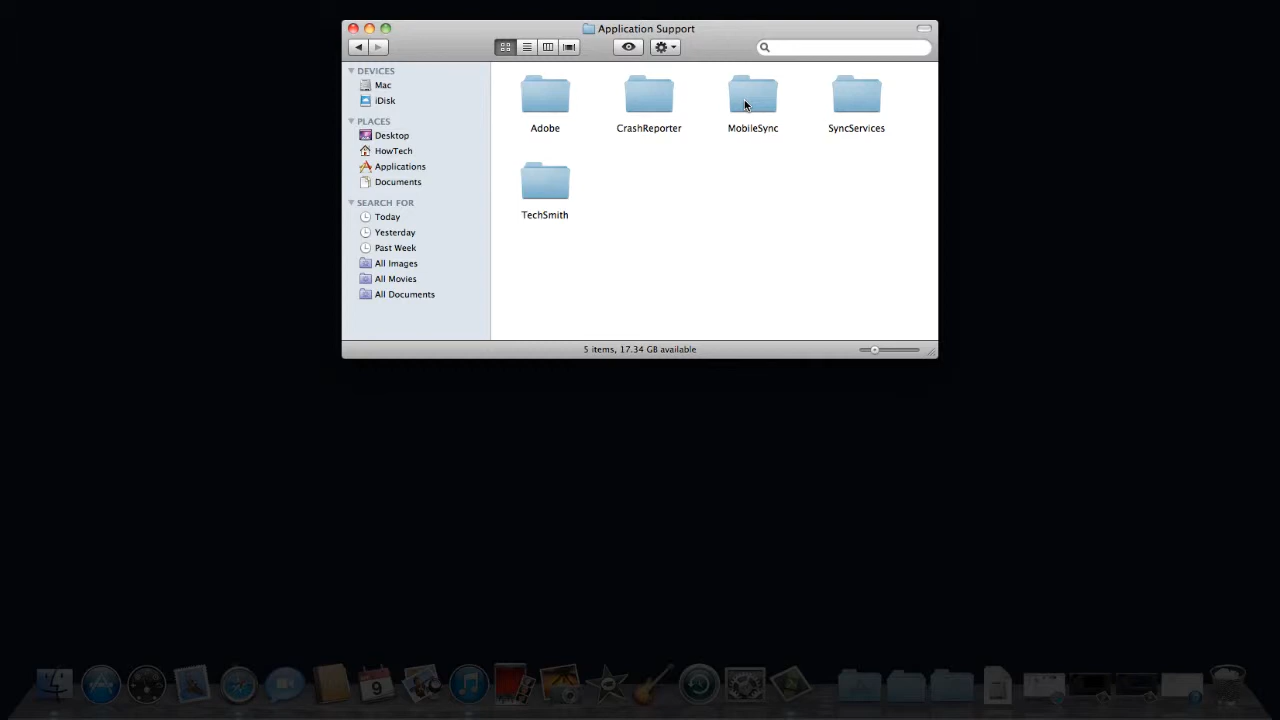 Application Support
DEVICES
Mac
iDisk
PLACES
Desktop
HowTech
Applications
Documents
SEARCH FOR
Today
Yesterday
Past Week
All Images
All Movies
All Documents
Adobe
CrashReporter
MobileSync
SyncServices
TechSmith
5 items, 17.34 GB available
9